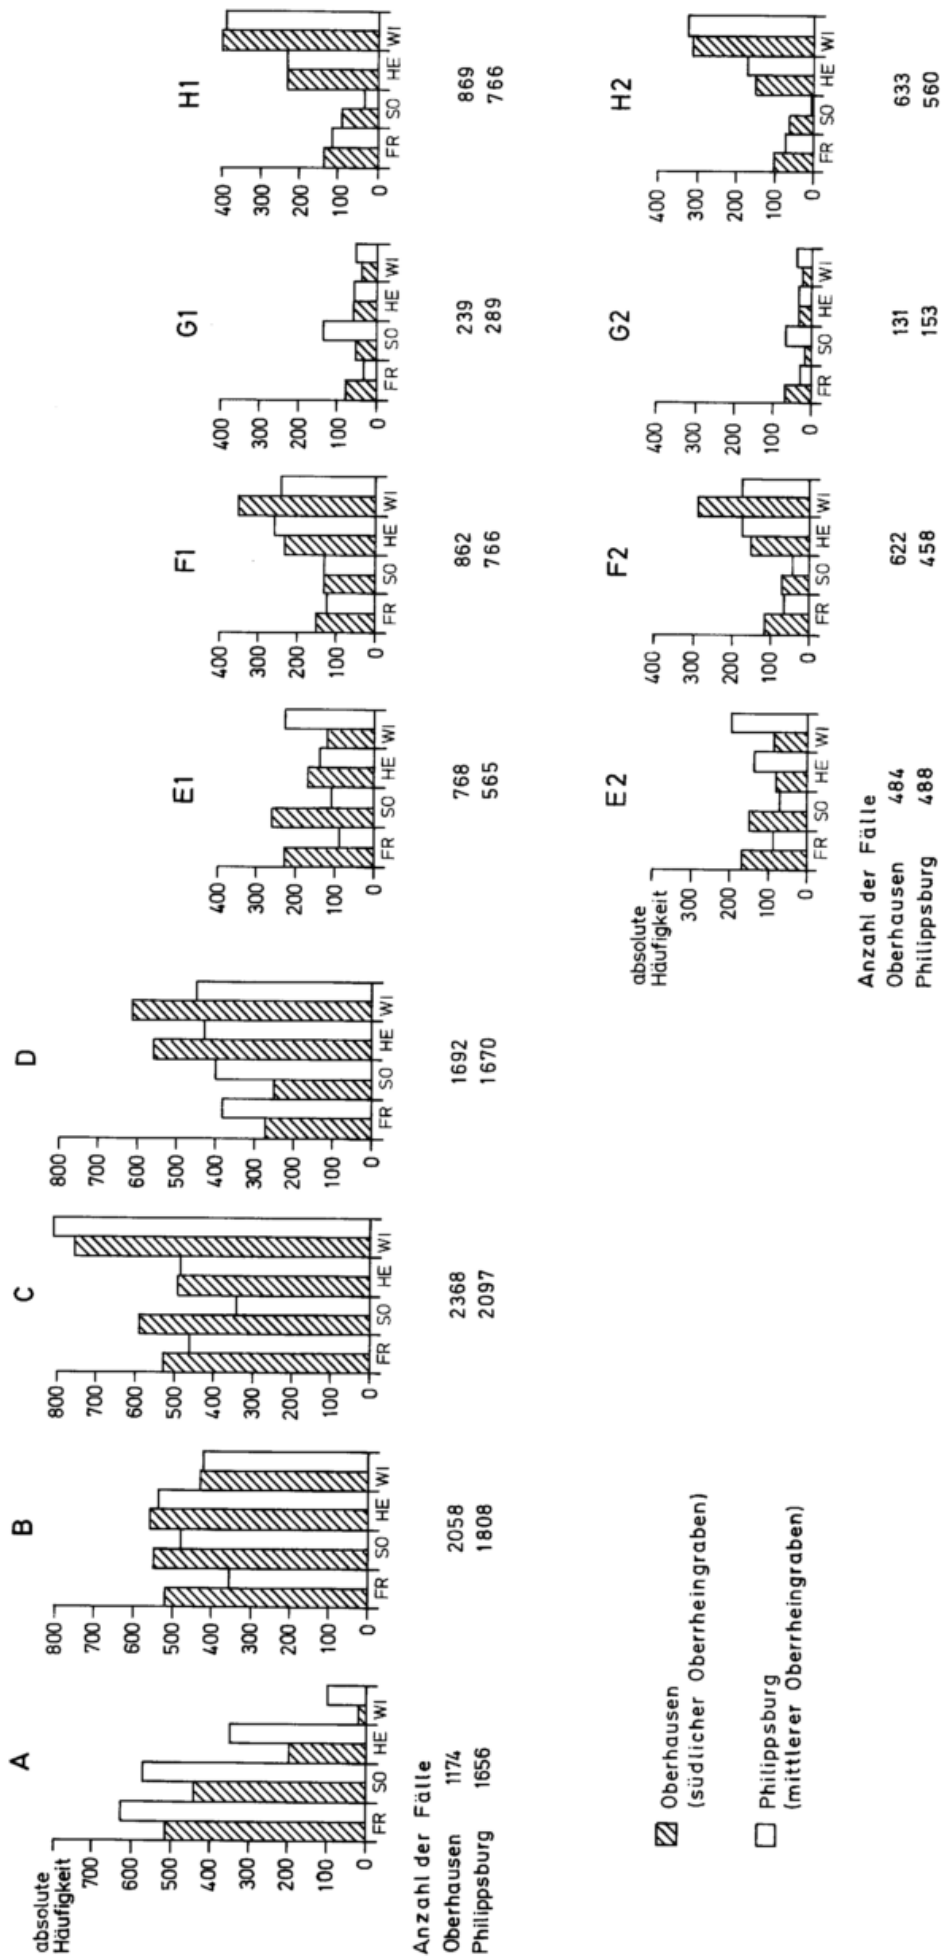 absolute
Häufigkeit
A
700
600
500
400
300
200
100
0
FR SO HE WI
B
800
700
600
500
400
300
200
100
0
FR SO HE WI
C
800
700
600
500
400
300
200
100
0
FR SO HE WI
D
800
700
600
500
400
300
200
100
0
FR SO HE WI
E1
400
300
200
100
0
FR SO HE WI
F1
400
300
200
100
0
FR SO HE WI
G1
400
300
200
100
0
FR SO HE WI
H1
400
300
200
100
0
FR SO HE WI
Anzahl der Fälle
Oberhausen 1174 2058 2368 1692 768 862 239 869
Philippsburg 1656 1808 2097 1670 565 766 289 766
absolute
Häufigkeit
E2
300
200
100
0
FR SO HE WI
F2
400
300
200
100
0
FR SO HE WI
G2
400
300
200
100
0
FR SO HE WI
H2
400
300
200
100
0
FR SO HE WI
Anzahl der Fälle
Oberhausen 484 622 131 633
Philippsburg 488 458 153 560
Oberhausen
(südlicher Oberrheingraben)
Philippsburg
(mittlerer Oberrheingraben)